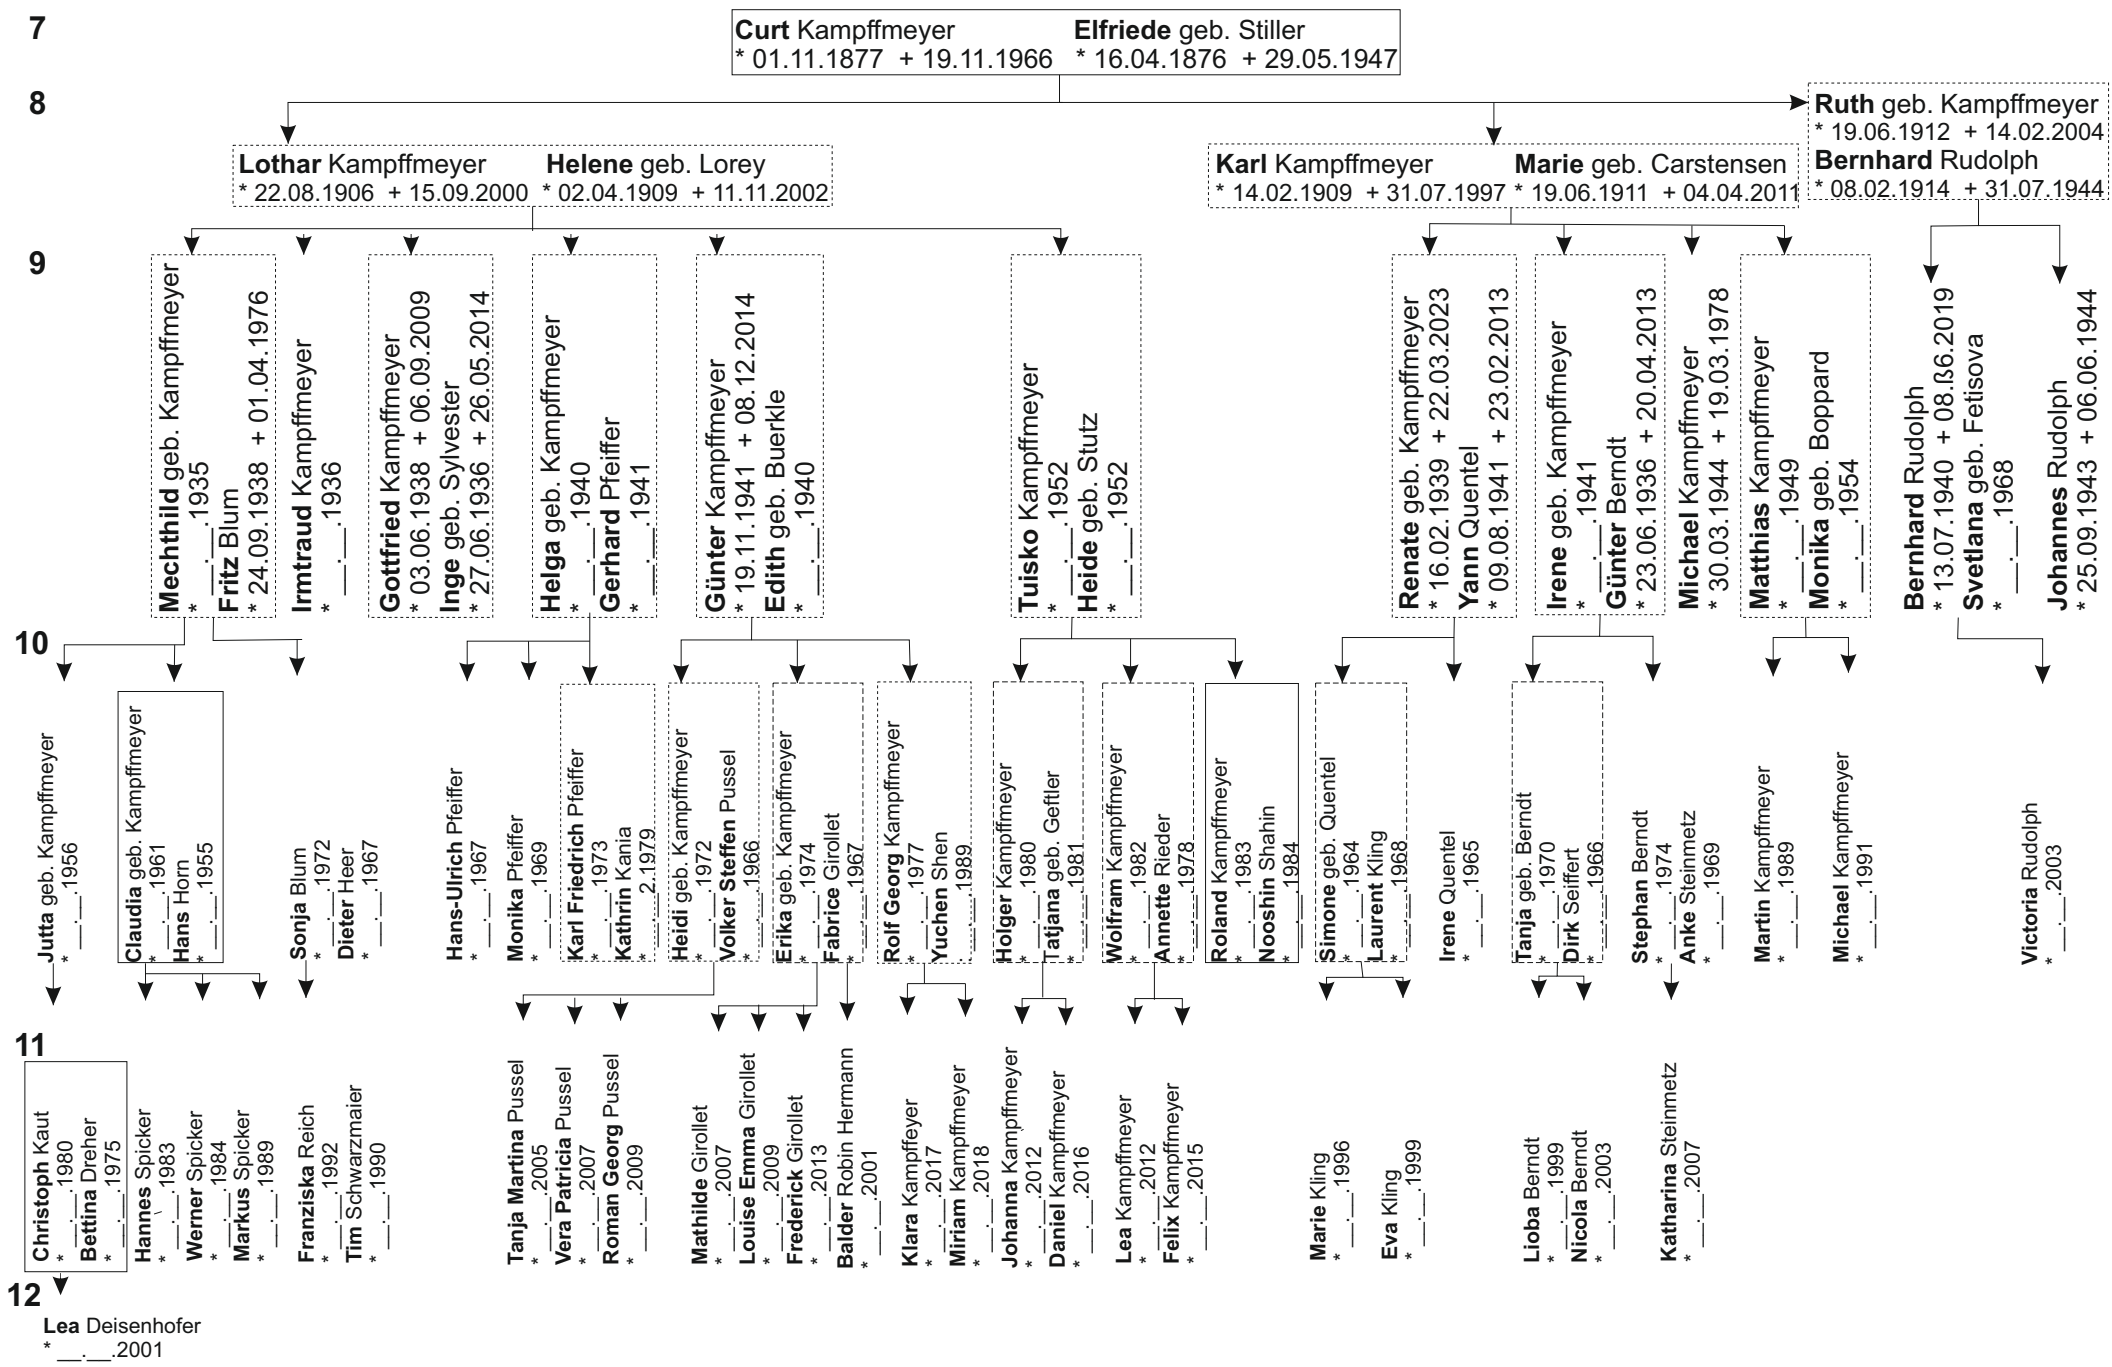 7
Curt Kampffmeyer Elfriede geb. Stiller
* 01.11.1877 + 19.11.1966 * 16.04.1876 + 29.05.1947
8
Ruth geb. Kampffmeyer
* 19.06.1912 + 14.02.2004
Bernhard Rudolph
* 08.02.1914 + 31.07.1944
Lothar Kampffmeyer Helene geb. Lorey
* 22.08.1906 + 15.09.2000 * 02.04.1909 + 11.11.2002
Karl Kampffmeyer Marie geb. Carstensen
* 14.02.1909 + 31.07.1997 * 19.06.1911 + 04.04.2011
9
Mechthild geb. Kampffmeyer
* __.__.1935
Fritz Blum
* 24.09.1938 + 01.04.1976
Irmtraud Kampffmeyer
* __.__.1936
Gottfried Kampffmeyer
* 03.06.1938 + 06.09.2009
Inge geb. Sylvester
* 27.06.1936 + 26.05.2014
Helga geb. Kampffmeyer
* __.__.1940
Gerhard Pfeiffer
* __.__.1941
Günter Kampffmeyer
* 19.11.1941 + 08.12.2014
Edith geb. Buerkle
* __.__.1940
Tuisko Kampffmeyer
* __.__.1952
Heide geb. Stutz
* __.__.1952
Renate geb. Kampffmeyer
* 16.02.1939 + 22.03.2023
Yann Quentel
* 09.08.1941 + 23.02.2013
Irene geb. Kampffmeyer
* __.__.1941
Günter Berndt
* 23.06.1936 + 20.04.2013
Michael Kampffmeyer
* 30.03.1944 + 19.03.1978
Matthias Kampffmeyer
* __.__.1949
Monika geb. Boppard
* __.__.1954
Bernhard Rudolph
* 13.07.1940 + 08.ß6.2019
Svetlana geb. Fetisova
* __.__.1968
Johannes Rudolph
* 25.09.1943 + 06.06.1944
10
Jutta geb. Kampffmeyer
* __.__.1956
Claudia geb. Kampffmeyer
* __.__.1961
Hans Horn
* __.__.1955
Sonja Blum
* __.__.1972
Dieter Heer
* __.__.1967
Hans-Ulrich Pfeiffer
* __.__.1967
Monika Pfeiffer
* __.__.1969
Karl Friedrich Pfeiffer
* __.__.1973
Kathrin Kania
* __.__.2.1979
Heidi geb. Kampffmeyer
* __.__.1972
Volker Steffen Pussel
* __.__.1966
Erika geb. Kampffmeyer
* __.__.1974
Fabrice Girollet
* __.__.1967
Rolf Georg Kampffmeyer
* __.__.1977
Yuchen Shen
. __.__.1989
Holger Kampffmeyer
* __.__.1980
Tatjana geb. Geftler
* __.__.1981
Wolfram Kampffmeyer
* __.__.1982
Annette Rieder
* __.__.1978
Roland Kampffmeyer
* __.__.1983
Nooshin Shahin
* __.__.1984
Simone geb. Quentel
* __.__.1964
Laurent Kling
* __.__.1968
Irene Quentel
* __.__.1965
Tanja geb. Berndt
* __.__.1970
Dirk Seiffert
* __.__.1966
Stephan Berndt
* __.__.1974
Anke Steinmetz
* __.__.1969
Martin Kampffmeyer
* __.__.1989
Michael Kampffmeyer
* __.__.1991
Victoria Rudolph
* __.__.2003
11
Christoph Kaut
* __.__.1980
Bettina Dreher
* __.__.1975
Hannes Spicker
* __.__.1983
Werner Spicker
* __.__.1984
Markus Spicker
* __.__.1989
Franziska Reich
* __.__.1992
Tim Schwarzmaier
* __.__.1990
Tanja Martina Pussel
* __.__.2005
Vera Patricia Pussel
* __.__.2007
Roman Georg Pussel
* __.__.2009
Mathilde Girollet
* __.__.2007
Louise Emma Girollet
* __.__.2009
Frederick Girollet
* __.__.2013
Balder Robin Hermann
* __.__.2001
Klara Kampffeyer
* __.__.2017
Miriam Kampffmeyer
* __.__.2018
Johanna Kampffmeyer
* __.__.2012
Daniel Kampffmeyer
* __.__.2016
Lea Kampffmeyer
* __.__.2012
Felix Kampffmeyer
* __.__.2015
Marie Kling
* __.__.1996
Eva Kling
* __.__.1999
Lioba Berndt
* __.__.1999
Nicola Berndt
* __.__.2003
Katharina Steinmetz
* __.__.2007
12
Lea Deisenhofer
* __.__.2001